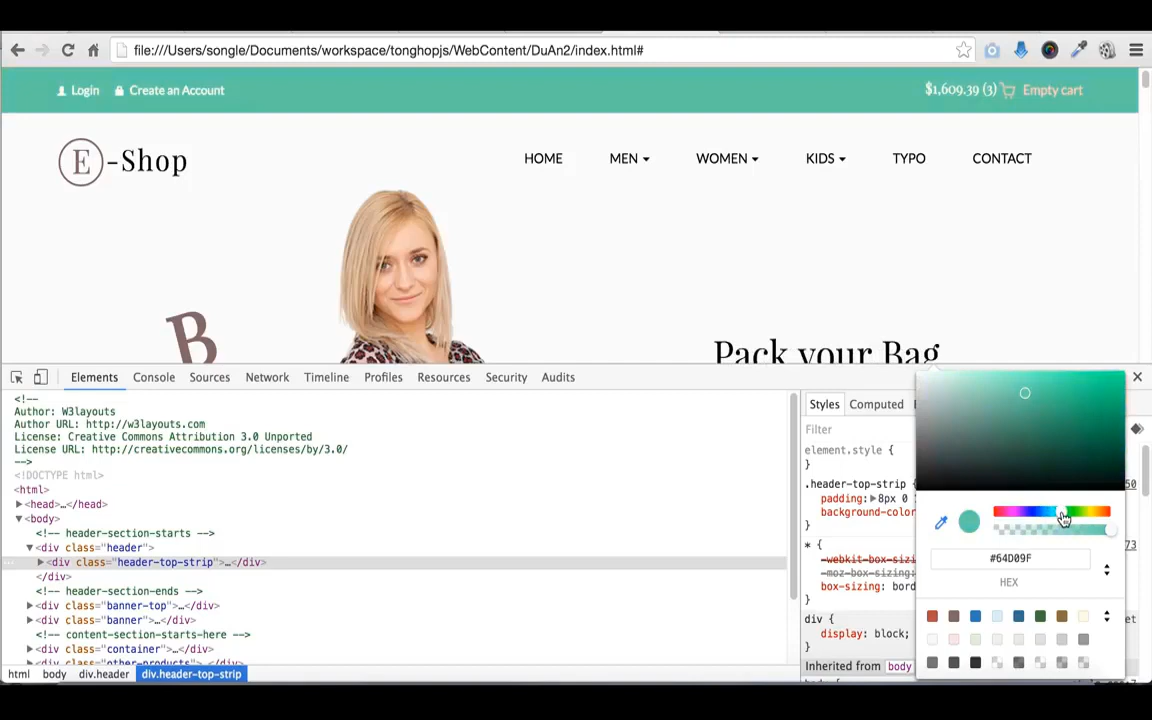 file:///Users/songle/Documents/workspace/tonghopjs/WebContent/DuAn2/index.html#
Login Create an Account $1,609.39 (3) Empty cart
E-Shop HOME MEN WOMEN KIDS TYPO CONTACT
B
Pack your Bag
Elements Console Sources Network Timeline Profiles Resources Security Audits
<!--
Author: W3layouts
Author URL: http://w3layouts.com
License: Creative Commons Attribution 3.0 Unported
License URL: http://creativecommons.org/licenses/by/3.0/
-->
<!DOCTYPE html>
<html>
<head>…</head>
<body>
<!-- header-section-starts -->
<div class="header">
<div class="header-top-strip">…</div>
</div>
<!-- header-section-ends -->
<div class="banner-top">…</div>
<div class="banner">…</div>
<!-- content-section-starts-here -->
<div class="container">…</div>
<div class="other-products">…</div>
html body div.header div.header-top-strip
Styles Computed
Filter
element.style {
}
.header-top-strip { 50
padding: 8px 0
background-color
}
* { 73
-webkit-box-sizi
-moz-box-sizing:
box-sizing: bord
}
div {
display: block;
}
Inherited from body
#64D09F
HEX